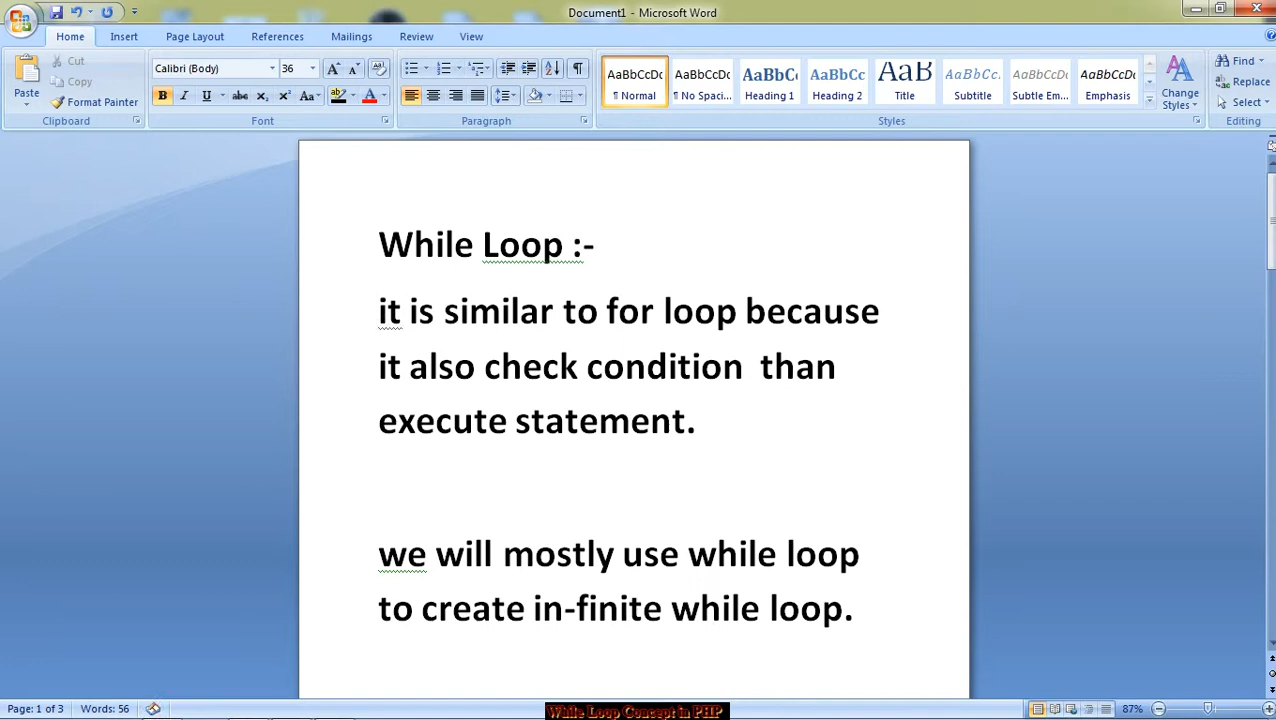 Document1 - Microsoft Word
Home Insert Page Layout References Mailings Review View
Paste
Cut
Copy
Format Painter
Clipboard
Calibri (Body) 36
Font
Paragraph
AaBbCcDc AaBbCcDc AaBbC AaBbCc AaB AaBbCc. AaBbCcDc AaBbCcDc
¶ Normal ¶ No Spaci... Heading 1 Heading 2 Title Subtitle Subtle Em... Emphasis
Styles
Change
Styles
Find
Replace
Select
Editing
While Loop :-
it is similar to for loop because
it also check condition  than
execute statement.
we will mostly use while loop
to create in-finite while loop.
Page: 1 of 3 Words: 56 87%
While Loop Concept in PHP